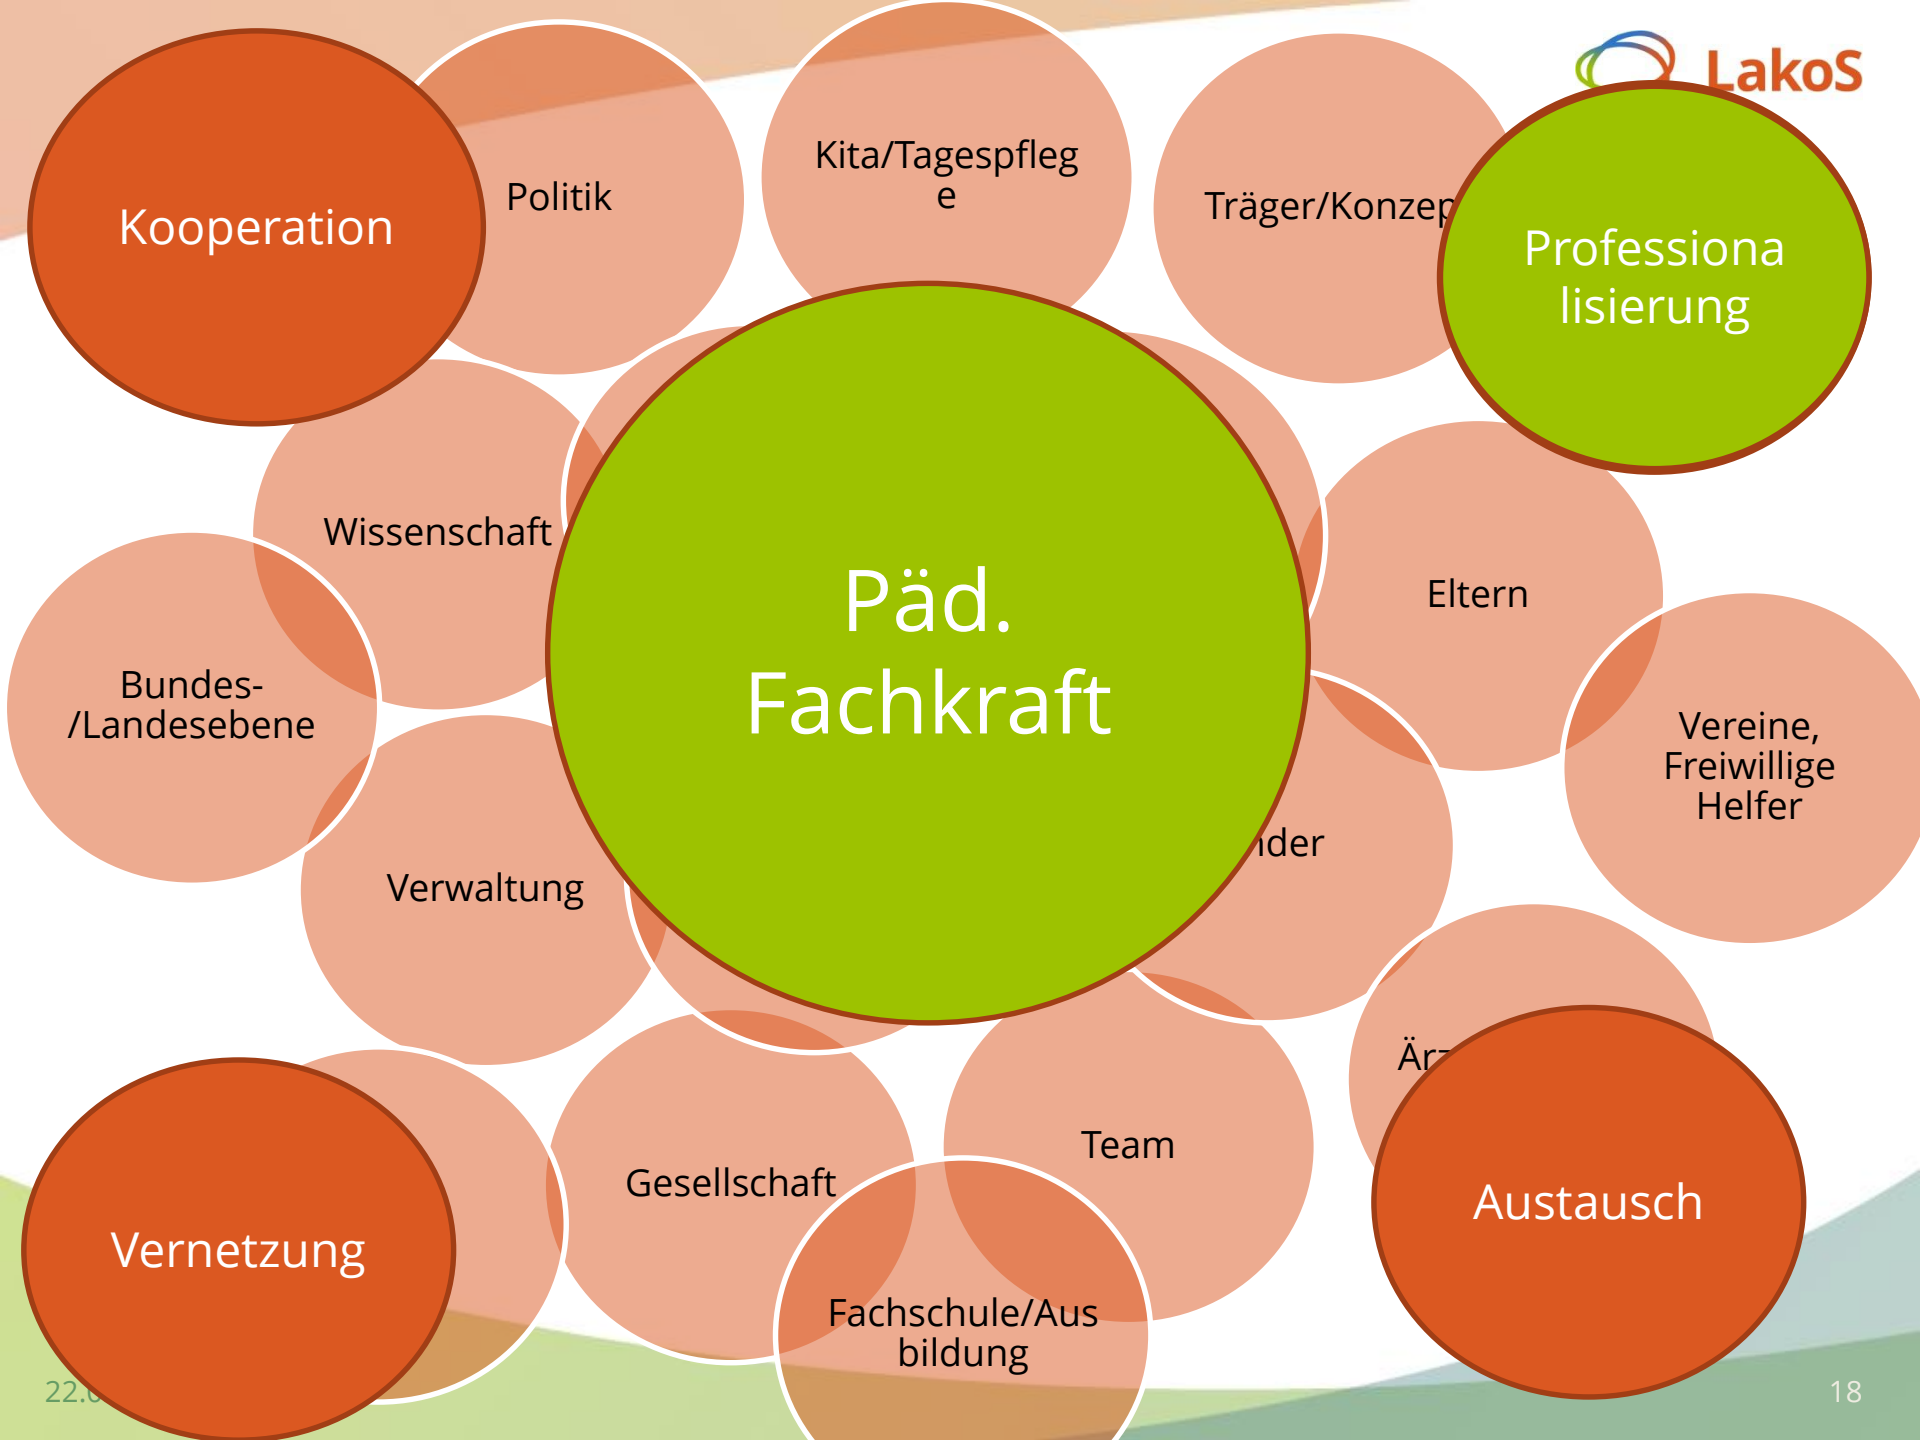 LakoS
Kooperation
Politik
Kita/Tagespfleg
e
Träger/Konzep
Professiona
lisierung
Wissenschaft
Päd.
Fachkraft
Eltern
Bundes-
/Landesebene
Vereine,
Freiwillige
Helfer
Verwaltung
nder
Team
Gesellschaft
Austausch
Vernetzung
Fachschule/Aus
bildung
18